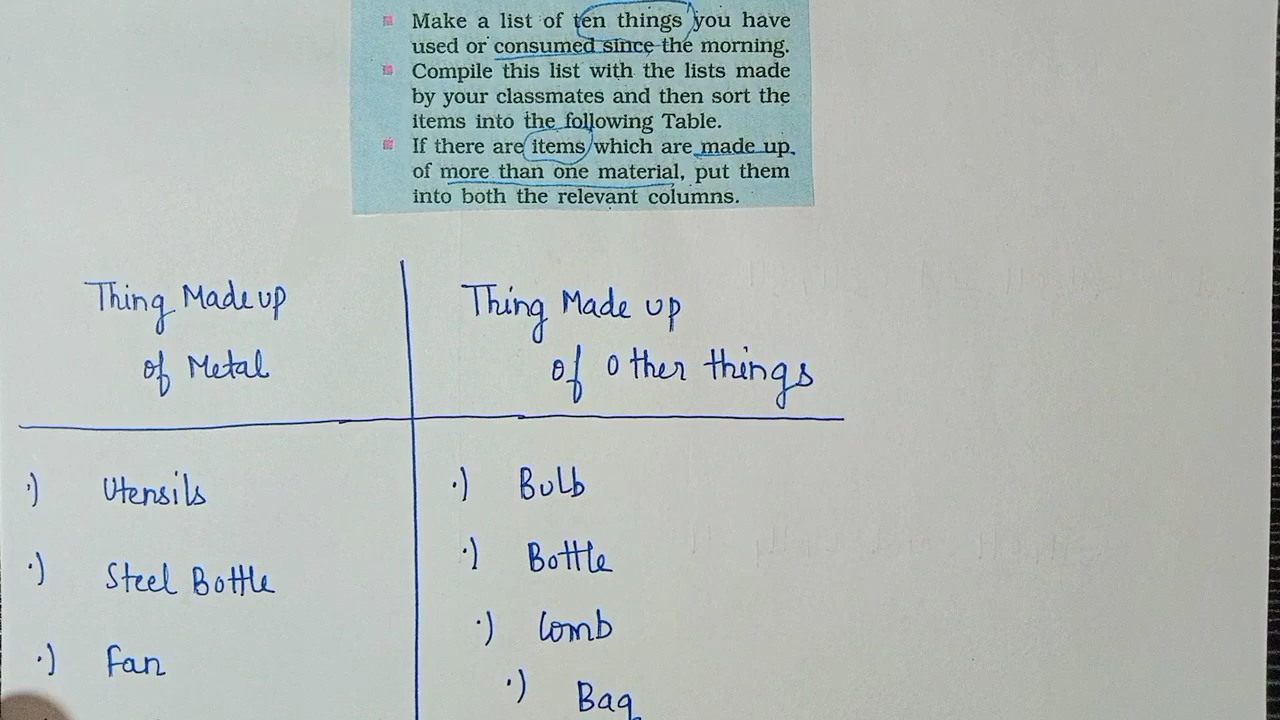 Make a list of ten things you have
used or consumed since the morning.
Compile this list with the lists made
by your classmates and then sort the
items into the following Table.
If there are items which are made up
of more than one material, put them
into both the relevant columns.
Thing Made up
of Metal
Thing Made up
of Other things
·) Utensils
·) Steel Bottle
·) Fan
·) Bulb
·) Bottle
·) Comb
·) Bag